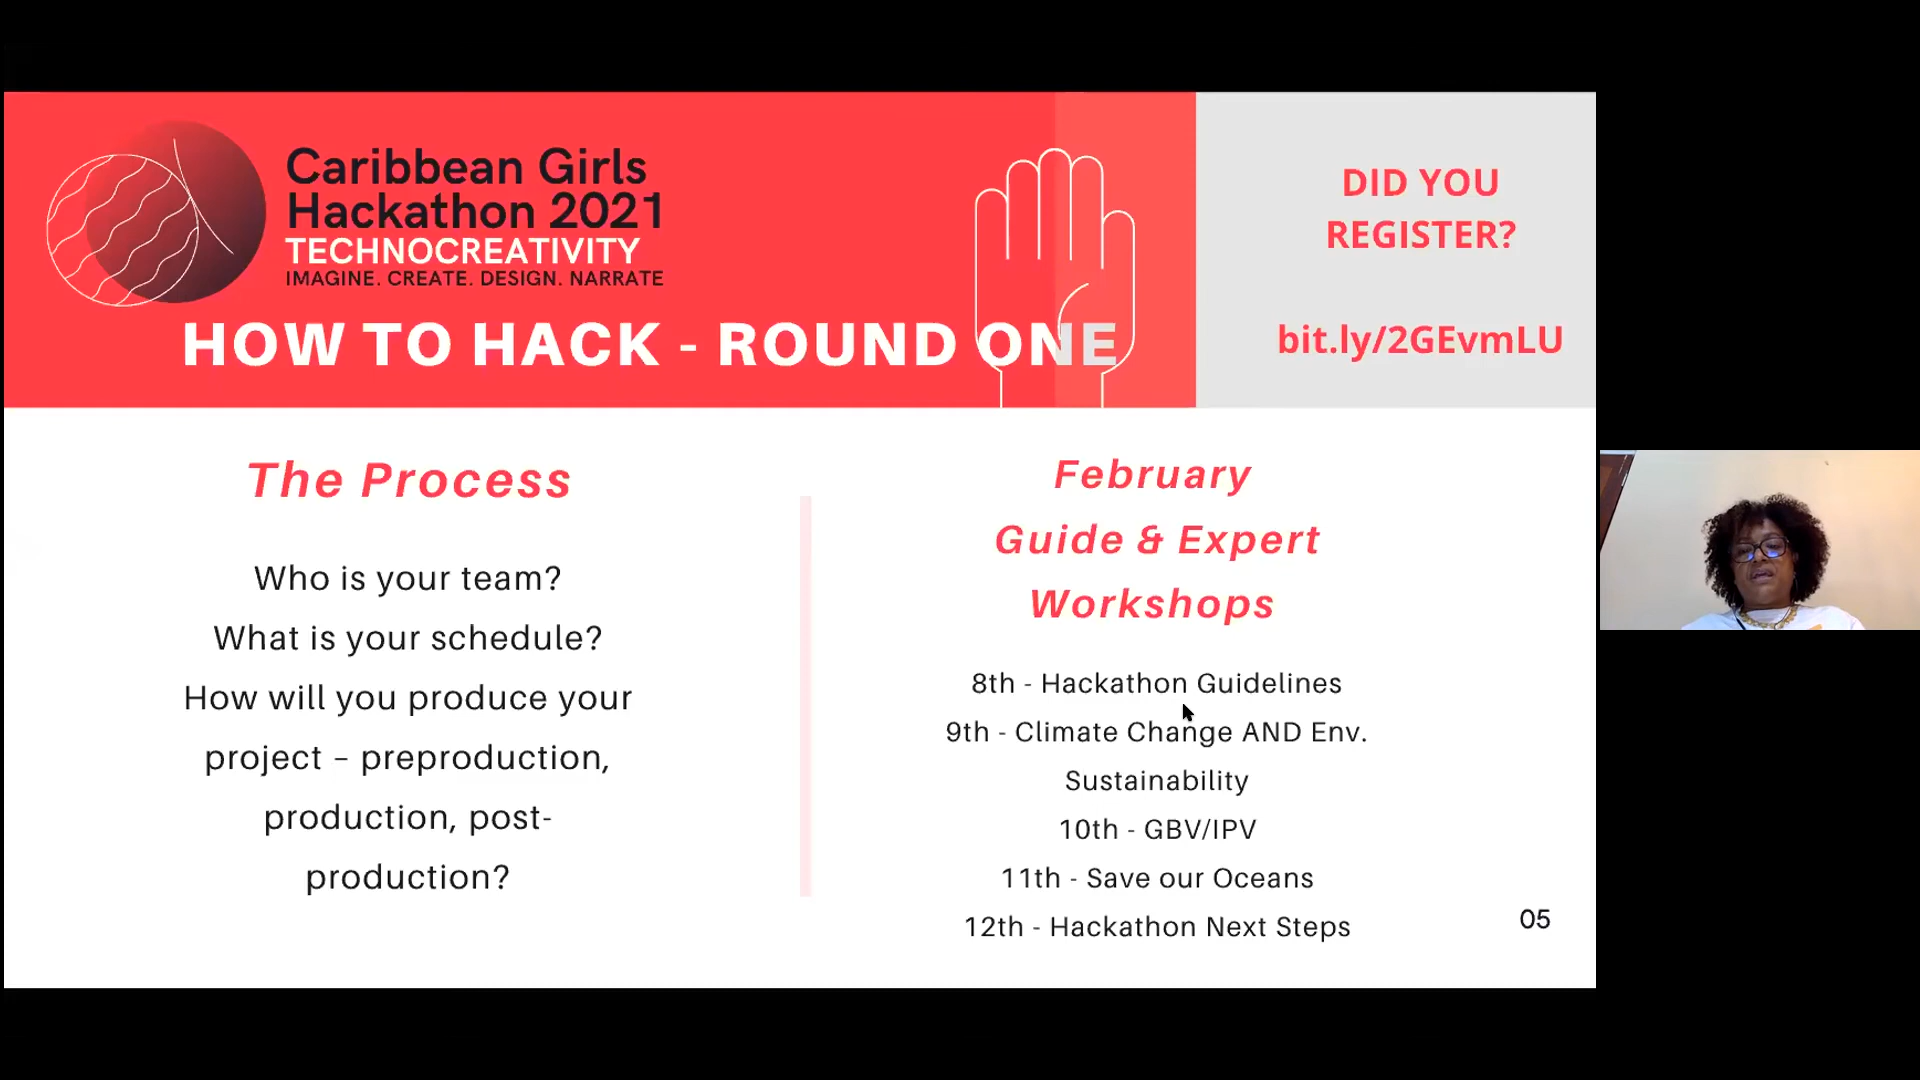 Caribbean Girls
Hackathon 2021
TECHNOCREATIVITY
IMAGINE. CREATE. DESIGN. NARRATE
HOW TO HACK - ROUND ONE
DID YOU
REGISTER?
bit.ly/2GEvmLU
The Process
Who is your team?
What is your schedule?
How will you produce your
project – preproduction,
production, post-
production?
February
Guide & Expert
Workshops
8th - Hackathon Guidelines
9th - Climate Change AND Env.
Sustainability
10th - GBV/IPV
11th - Save our Oceans
12th - Hackathon Next Steps
05